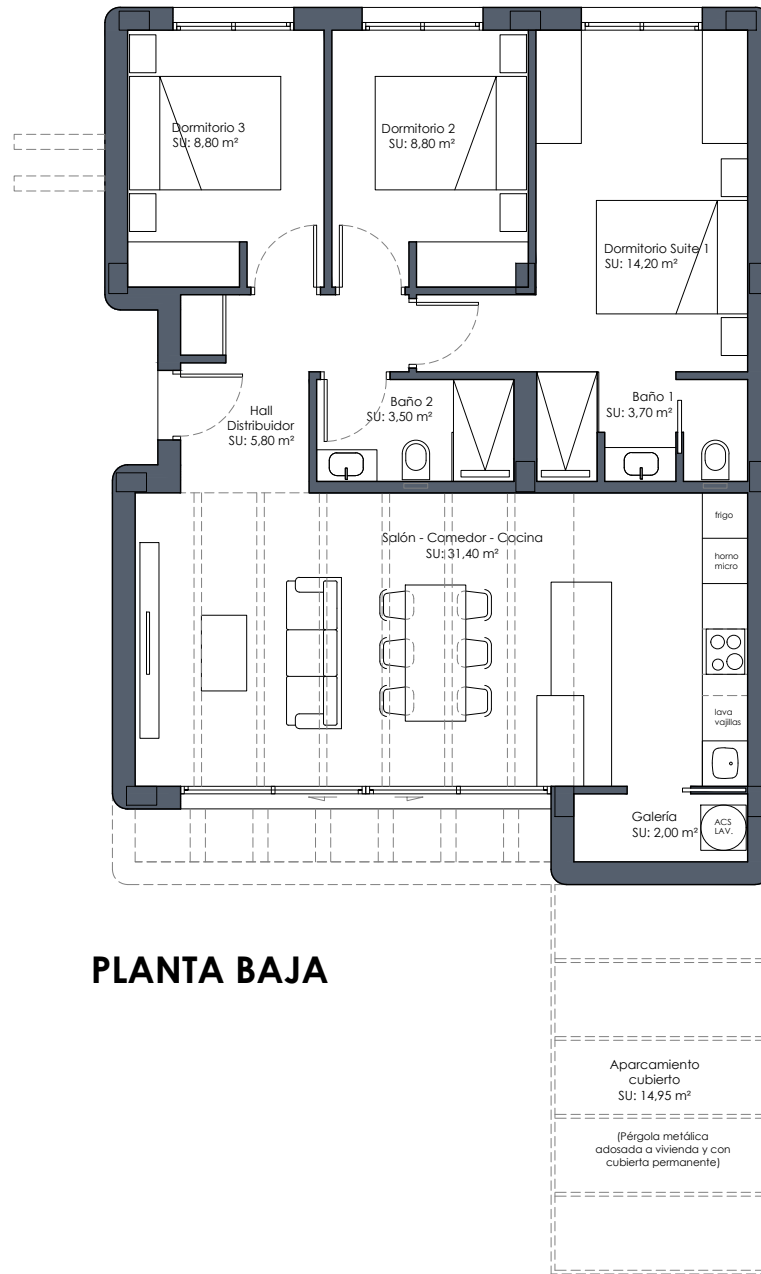 Dormitorio 3
SU: 8,80 m²
Dormitorio 2
SU: 8,80 m²
Dormitorio Suite 1
SU: 14,20 m²
Hall
Distribuidor
SU: 5,80 m²
Baño 2
SU: 3,50 m²
Baño 1
SU: 3,70 m²
Salón - Comedor - Cocina
SU: 31,40 m²
frigo
horno
micro
lava
vajillas
Galería
SU: 2,00 m²
ACS
LAV.
PLANTA BAJA
Aparcamiento
cubierto
SU: 14,95 m²
(Pérgola metálica
adosada a vivienda y con
cubierta permanente)